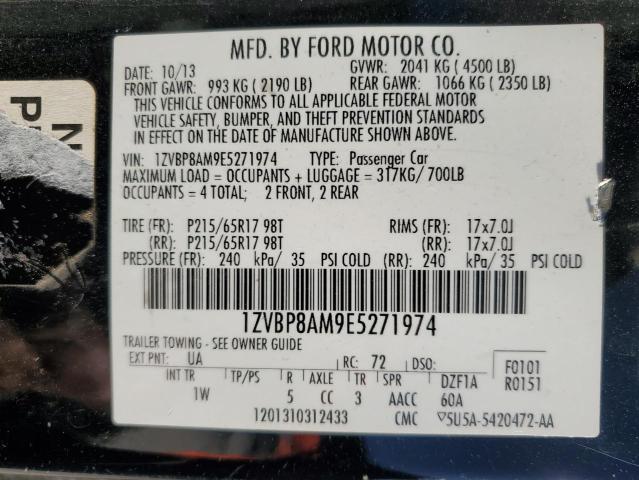 MFD. BY FORD MOTOR CO.
DATE: 10/13 GVWR: 2041 KG ( 4500 LB)
FRONT GAWR: 993 KG ( 2190 LB) REAR GAWR: 1066 KG ( 2350 LB)
THIS VEHICLE CONFORMS TO ALL APPLICABLE FEDERAL MOTOR
VEHICLE SAFETY, BUMPER, AND THEFT PREVENTION STANDARDS
IN EFFECT ON THE DATE OF MANUFACTURE SHOWN ABOVE.
VIN: 1ZVBP8AM9E5271974 TYPE: Passenger Car
MAXIMUM LOAD = OCCUPANTS + LUGGAGE = 317KG/ 700LB
OCCUPANTS = 4 TOTAL; 2 FRONT, 2 REAR
TIRE (FR): P215/65R17 98T RIMS (FR): 17x7.0J
(RR): P215/65R17 98T (RR): 17x7.0J
PRESSURE (FR): 240 kPa/ 35 PSI COLD (RR): 240 kPa/ 35 PSI COLD
1ZVBP8AM9E5271974
TRAILER TOWING - SEE OWNER GUIDE
EXT PNT: UA RC: 72 DSO: F0101
R0151
INT TR TP/PS R AXLE TR SPR DZF1A
1W 5 CC 3 AACC 60A
1201310312433 CMC ▽5U5A-5420472-AA
N
P